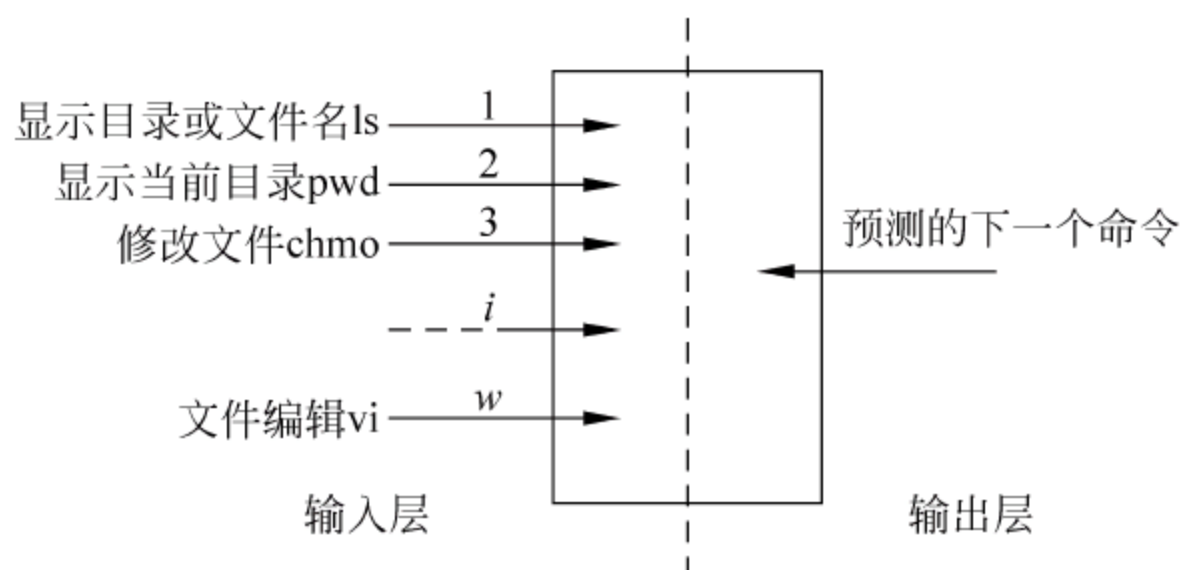 显示目录或文件名ls
1
显示当前目录pwd
2
修改文件chmo
3
预测的下一个命令
i
文件编辑vi
w
输入层
输出层